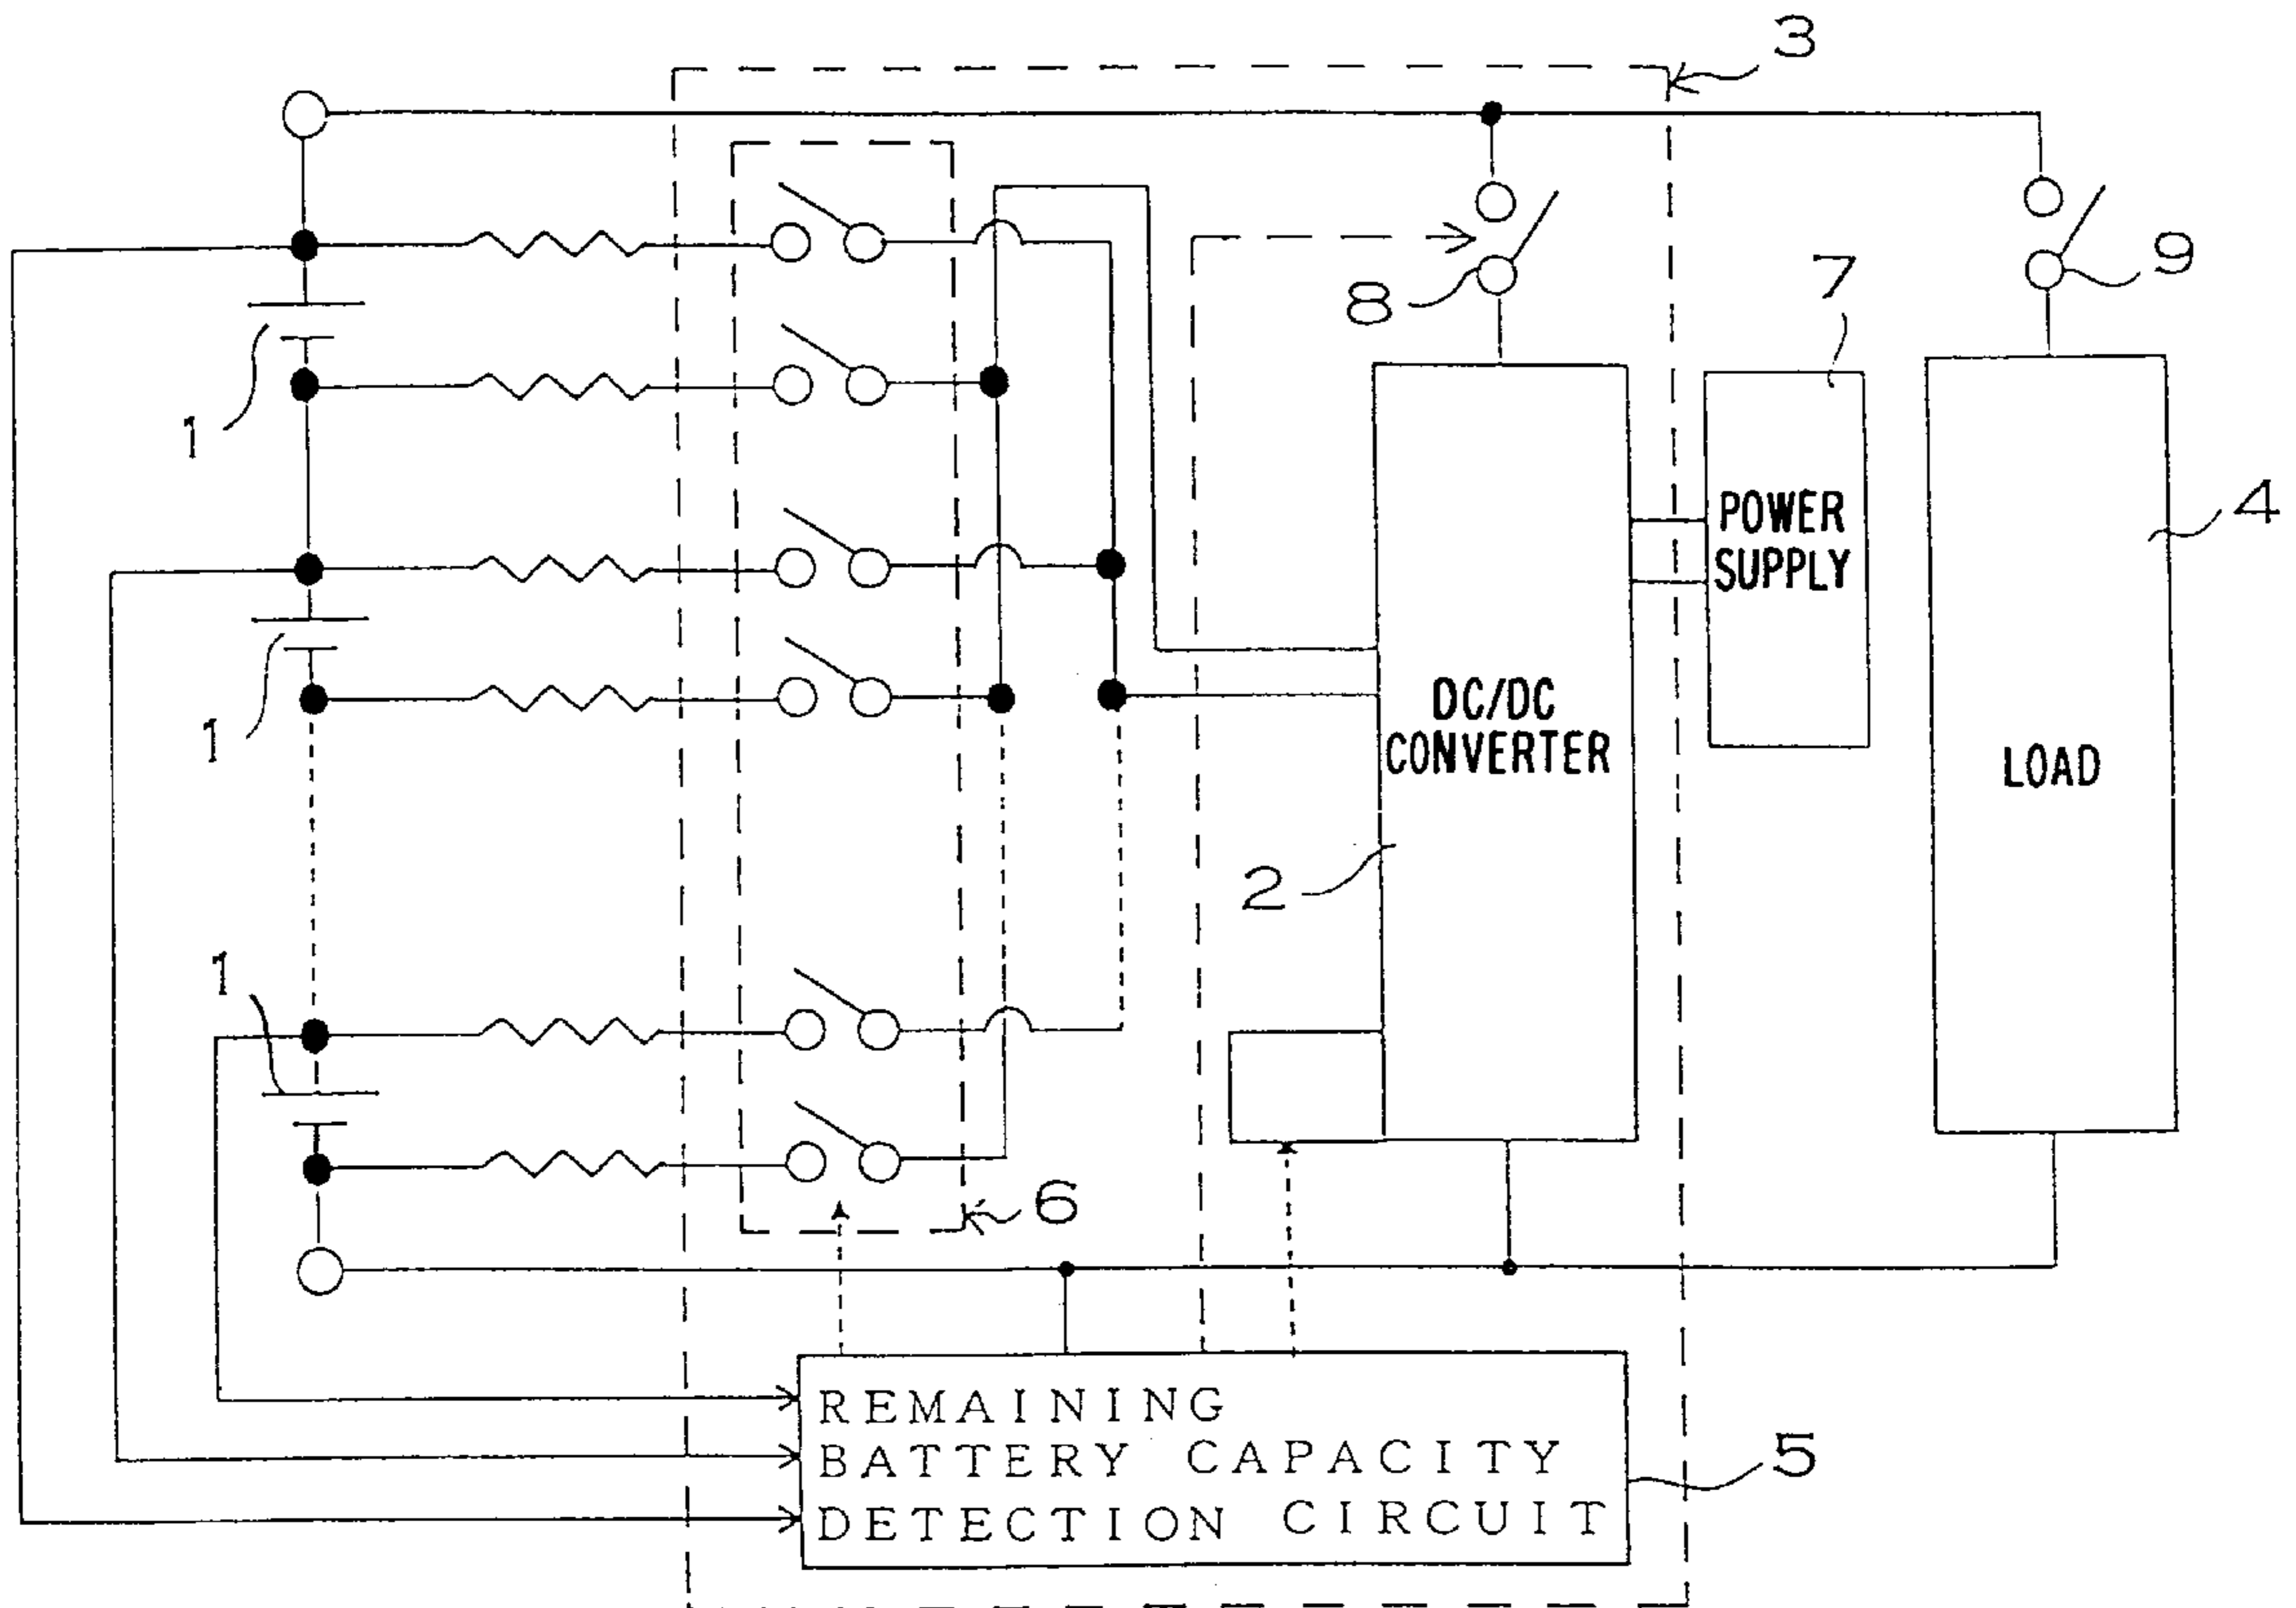 3
8
7
9
1
POWER
SUPPLY
4
1
DC/DC
CONVERTER
LOAD
2
1
6
REMAINING
BATTERY CAPACITY
DETECTION CIRCUIT
5